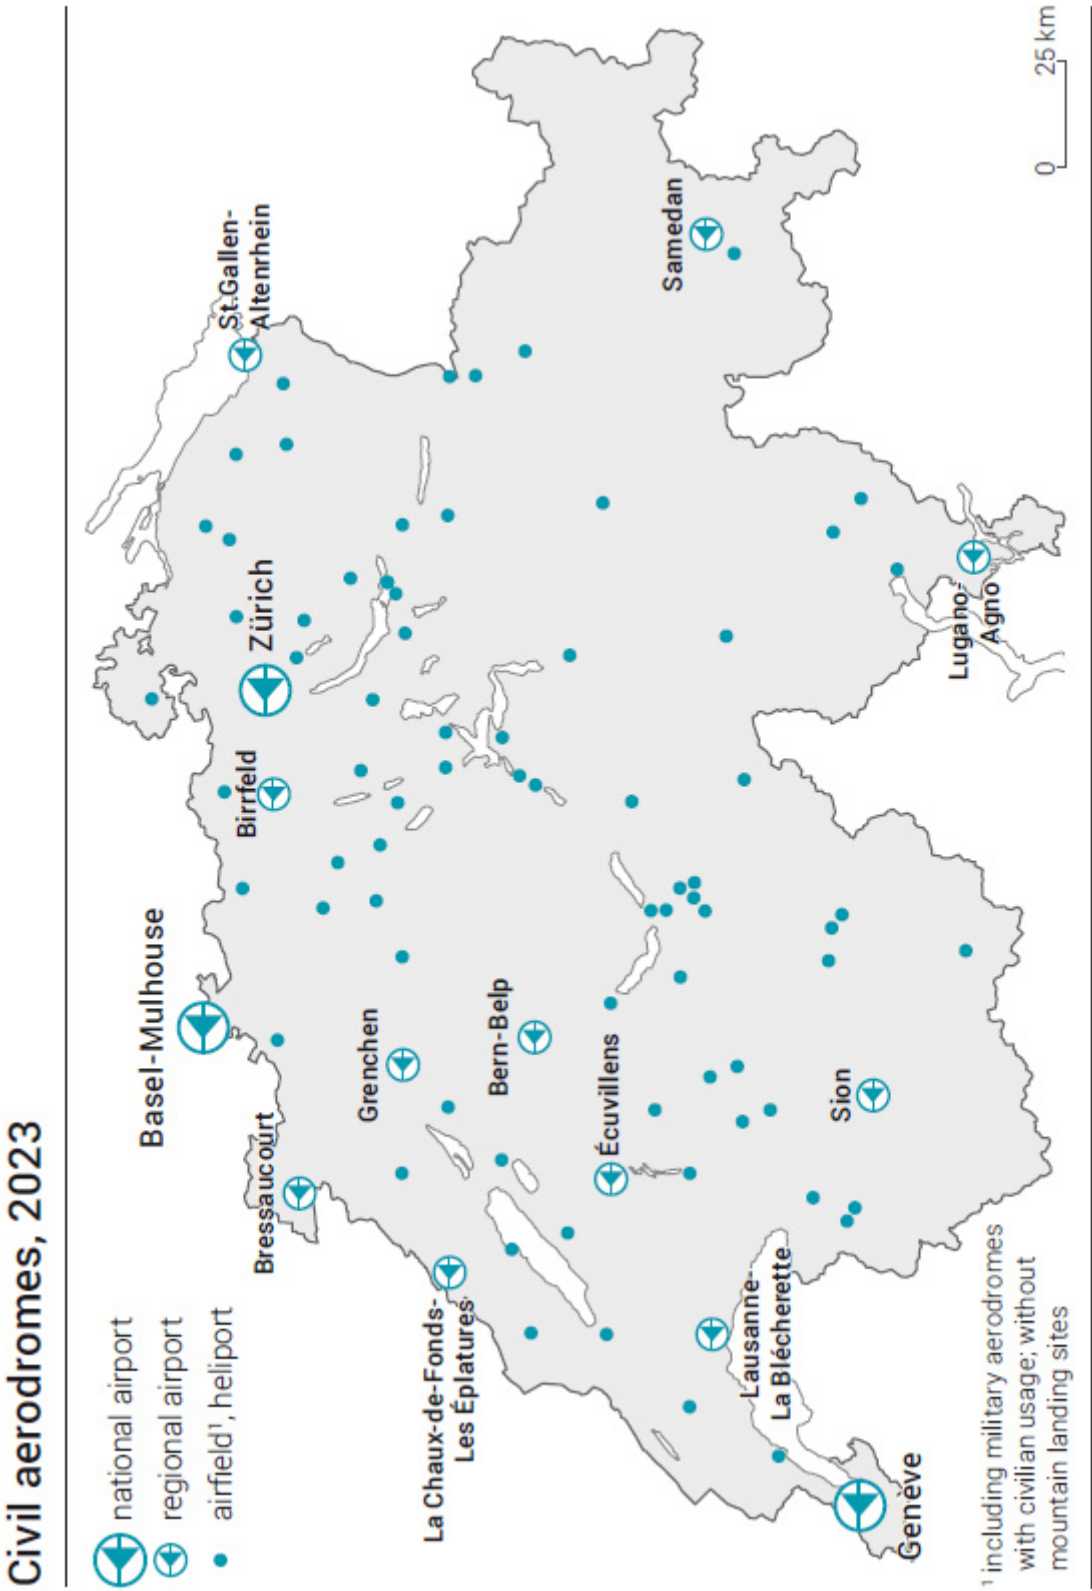 Civil aerodromes, 2023
national airport
regional airport
airfield¹, heliport
Basel-Mulhouse
St.Gallen-
Altenrhein
Bressaucourt
Birrfeld
Zürich
Grenchen
La Chaux-de-Fonds-
Les Éplatures
Bern-Belp
Écuvillens
Samedan
Lausanne-
La Blécherette
Sion
Genève
Lugano-
Agno
¹ including military aerodromes
with civilian usage; without
mountain landing sites
0 25 km